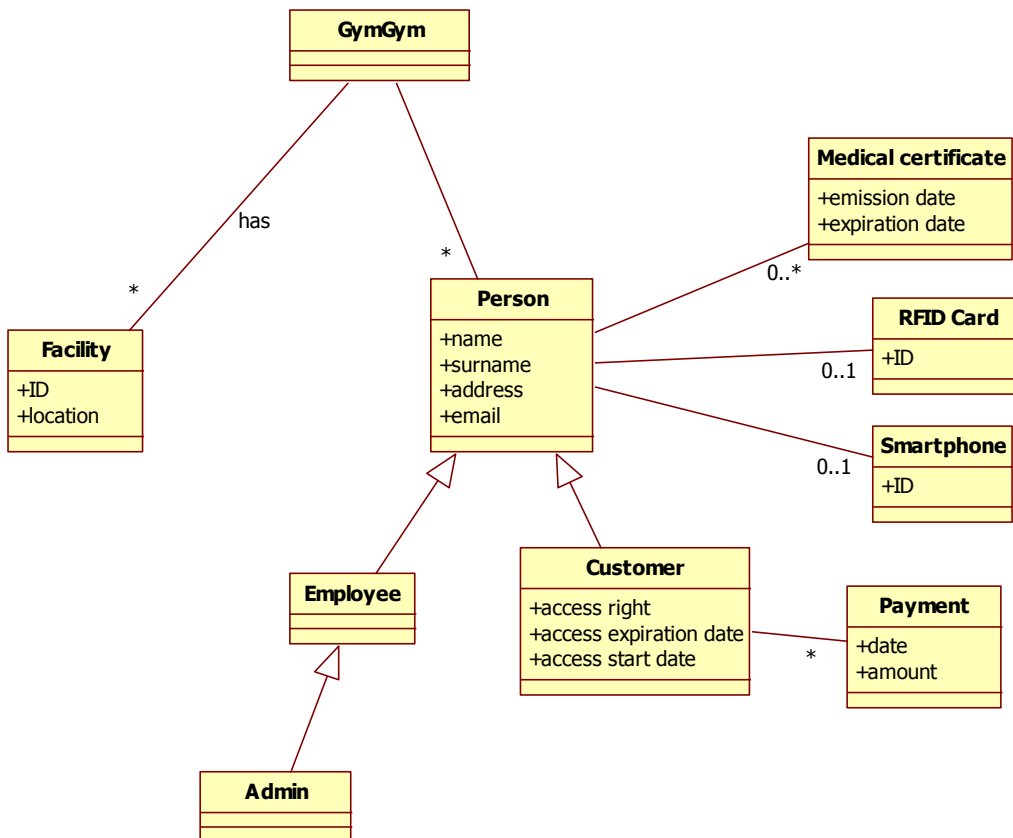 GymGym
has
*
*
Medical certificate
+emission date
+expiration date
0..*
Person
+name
+surname
+address
+email
RFID Card
+ID
0..1
Facility
+ID
+location
Smartphone
+ID
0..1
Employee
Customer
+access right
+access expiration date
+access start date
*
Payment
+date
+amount
Admin